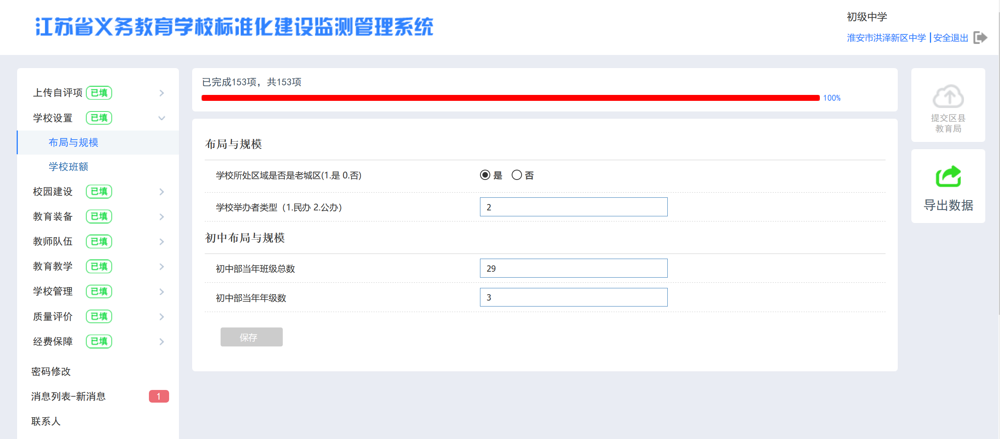 江苏省义务教育学校标准化建设监测管理系统
初级中学
淮安市洪泽新区中学 | 安全退出
上传自评项 已填
学校设置 已填
布局与规模
学校班额
校园建设 已填
教育装备 已填
教师队伍 已填
教育教学 已填
学校管理 已填
质量评价 已填
经费保障 已填
密码修改
消息列表-新消息 1
联系人
已完成153项，共153项
100%
布局与规模
学校所处区域是否是老城区(1.是 0.否) 是 否
学校举办者类型（1.民办 2.公办） 2
初中布局与规模
初中部当年班级总数 29
初中部当年年级数 3
保存
提交区县
教育局
导出数据